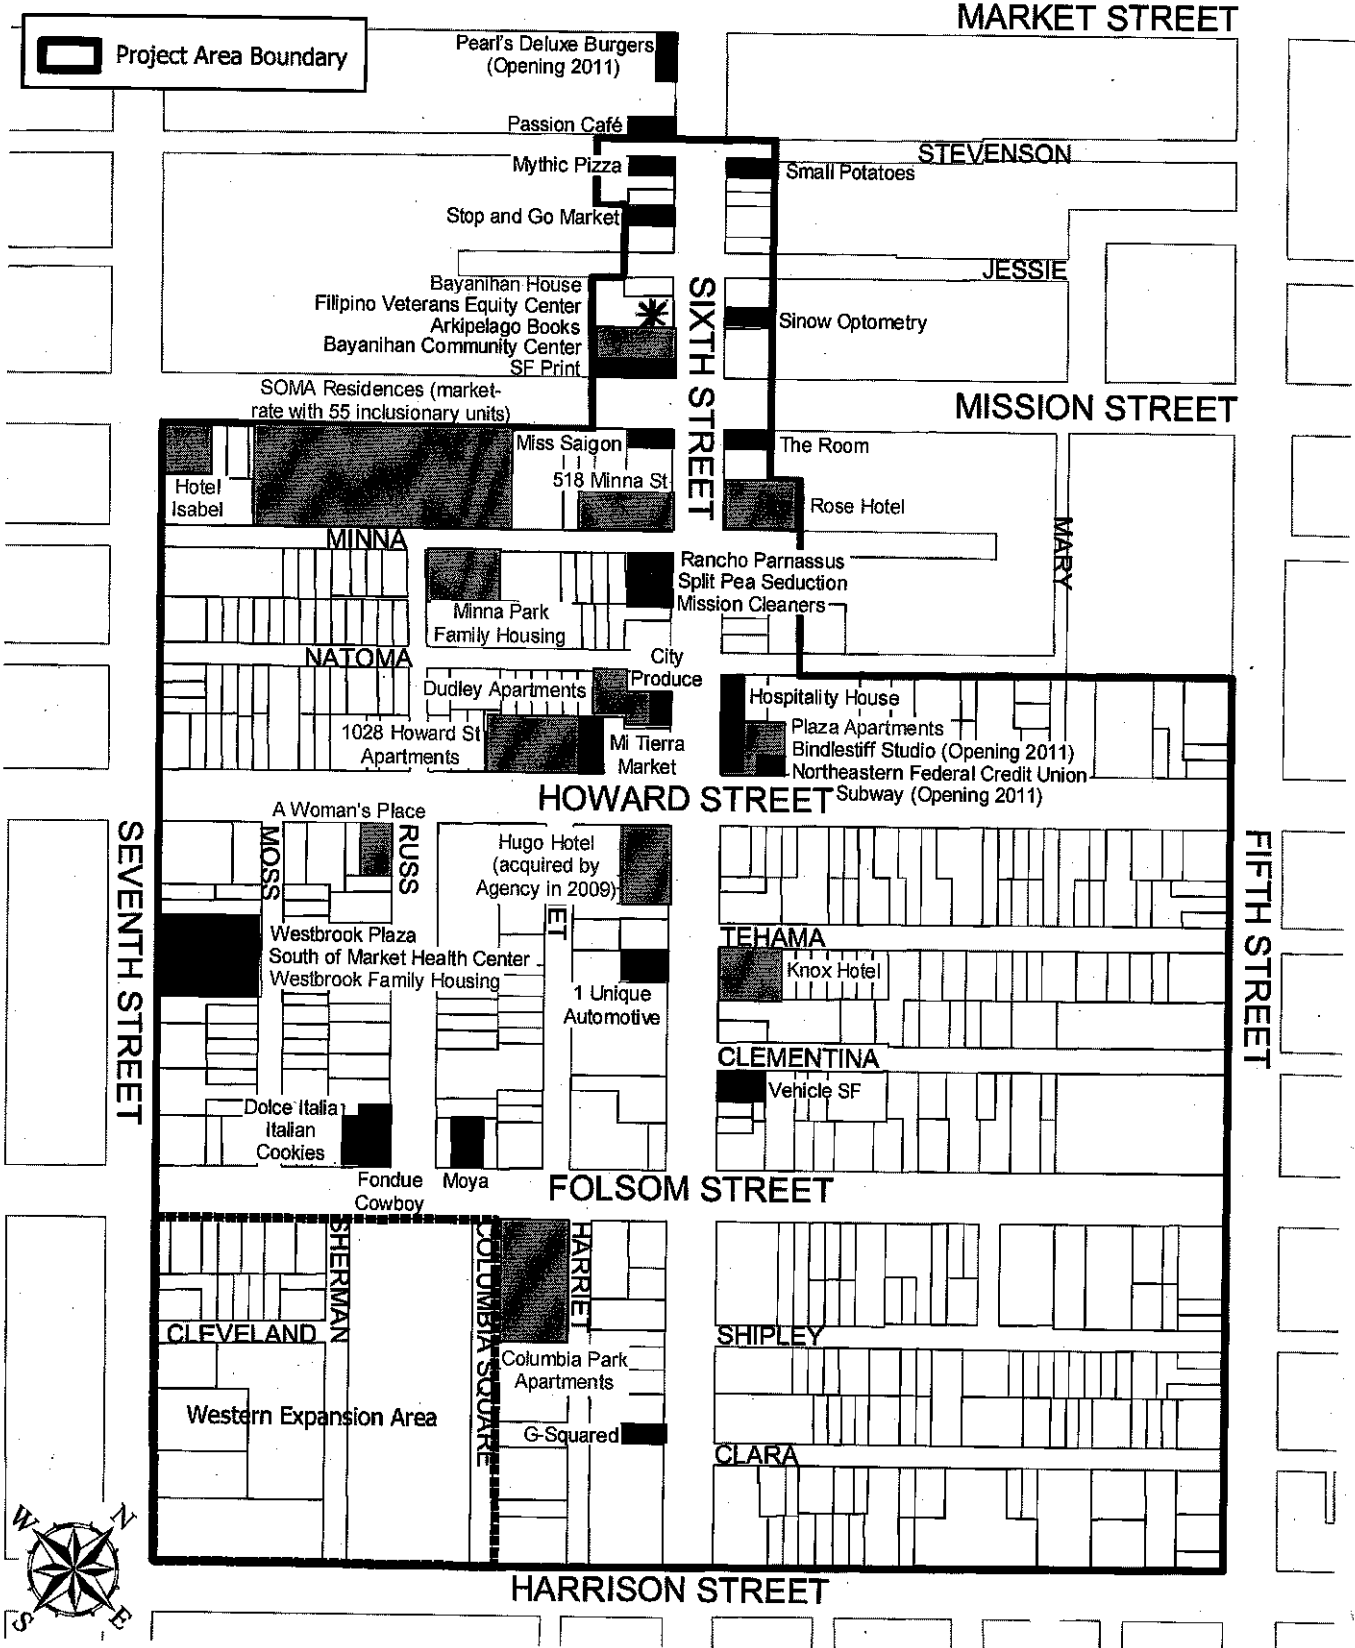 MARKET STREET
Project Area Boundary
Pearl's Deluxe Burgers
(Opening 2011)
Passion Café
STEVENSON
Mythic Pizza
Small Potatoes
Stop and Go Market
JESSIE
Bayanihan House
Filipino Veterans Equity Center
Arkipelago Books
Bayanihan Community Center
SF Print
SIXTH STREET
Sinow Optometry
SOMA Residences (market-
rate with 55 inclusionary units)
MISSION STREET
Miss Saigon
The Room
Hotel
Isabel
518 Minna St
Rose Hotel
MINNA
MARY
Rancho Parnassus
Split Pea Seduction
Mission Cleaners
Minna Park
Family Housing
NATOMA
City
Produce
Dudley Apartments
Hospitality House
1028 Howard St
Apartments
Mi Tierra
Market
Plaza Apartments
Bindlestiff Studio (Opening 2011)
Northeastern Federal Credit Union
Subway (Opening 2011)
HOWARD STREET
A Woman's Place
SEVENTH STREET
MOSS
RUSS
Hugo Hotel
(acquired by
Agency in 2009)
ET
FIFTH STREET
TEHAMA
Westbrook Plaza
South of Market Health Center
Westbrook Family Housing
Knox Hotel
1 Unique
Automotive
CLEMENTINA
Vehicle SF
Dolce Italia
Italian
Cookies
Fondue
Cowboy
Moya
FOLSOM STREET
SHERMAN
COLUMBIA SQUARE
HARRIET
CLEVELAND
SHIPLEY
Columbia Park
Apartments
Western Expansion Area
G-Squared
CLARA
W
N
S
E
HARRISON STREET